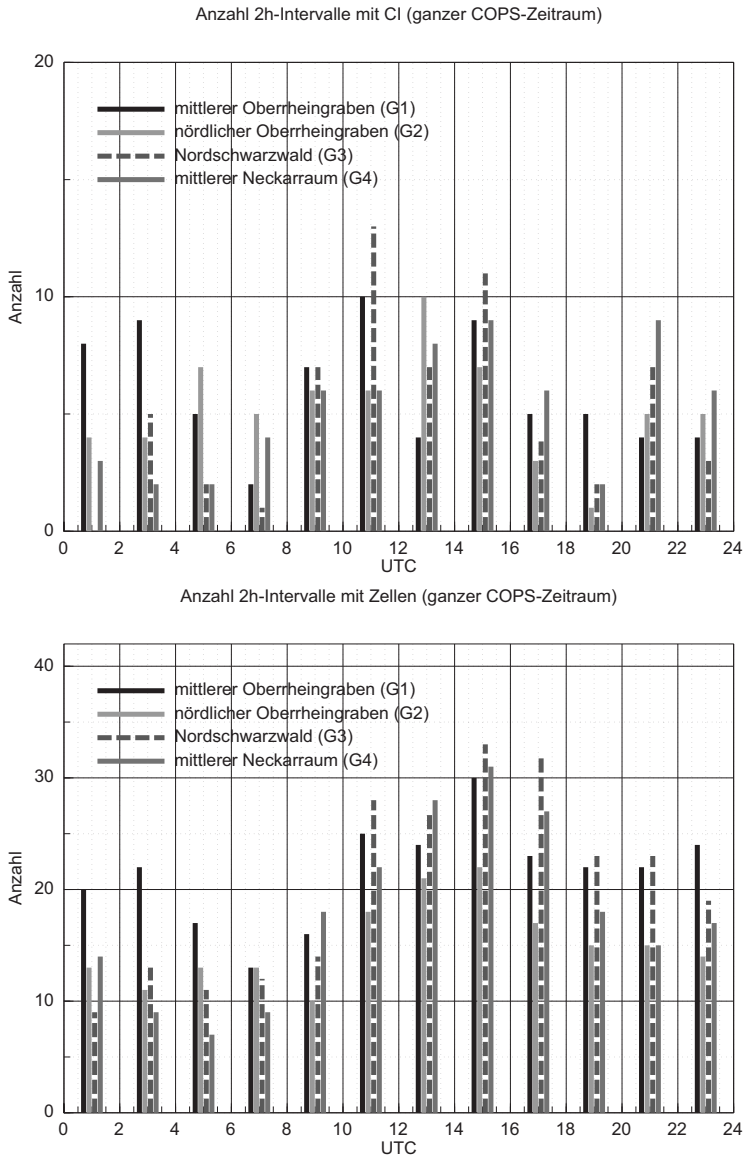 Anzahl 2h-Intervalle mit CI (ganzer COPS-Zeitraum)
20
mittlerer Oberrheingraben (G1)
nördlicher Oberrheingraben (G2)
Nordschwarzwald (G3)
mittlerer Neckarraum (G4)
Anzahl
10
0
0 2 4 6 8 10 12 14 16 18 20 22 24
UTC
Anzahl 2h-Intervalle mit Zellen (ganzer COPS-Zeitraum)
40
mittlerer Oberrheingraben (G1)
nördlicher Oberrheingraben (G2)
Nordschwarzwald (G3)
mittlerer Neckarraum (G4)
30
Anzahl
20
10
0
0 2 4 6 8 10 12 14 16 18 20 22 24
UTC